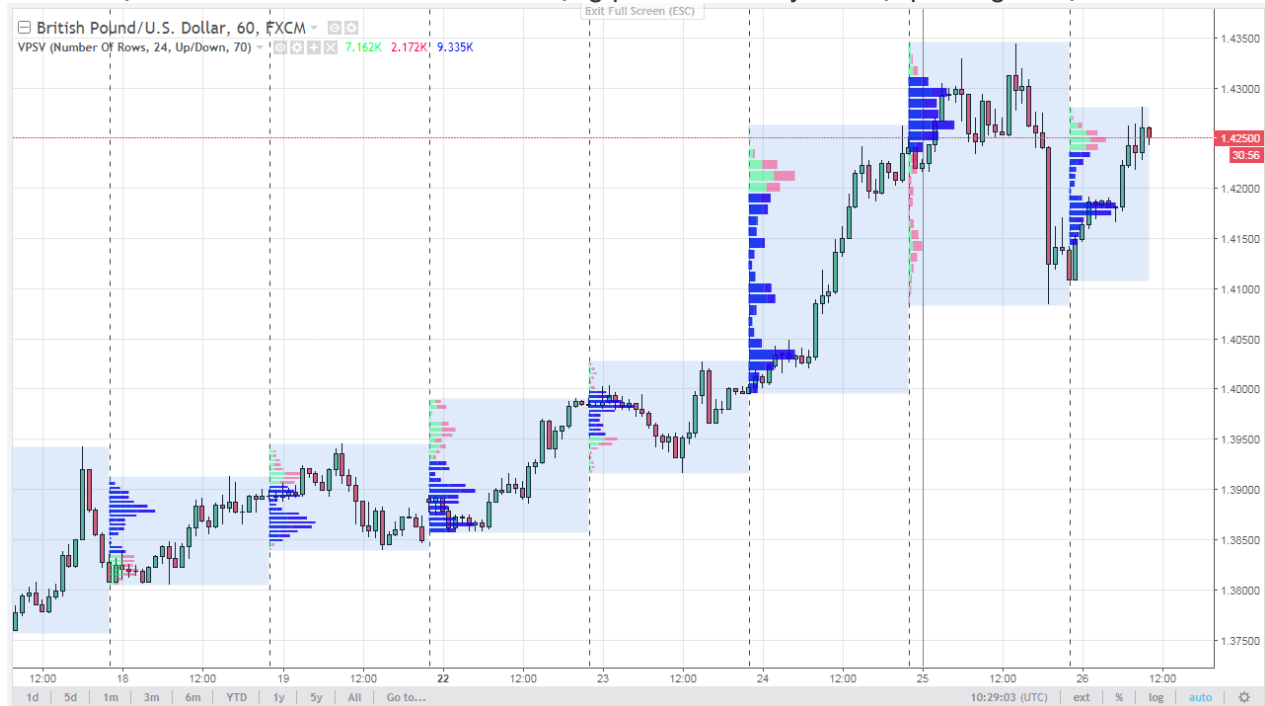 Exit Full Screen (ESC)
British Pound/U.S. Dollar, 60, FXCM
VPSV (Number Of Rows, 24, Up/Down, 70) 7.162K 2.172K 9.335K
1.43500
1.43000
1.42500
30:56
1.42000
1.41500
1.41000
1.40500
1.40000
1.39500
1.39000
1.38500
1.38000
1.37500
12:00 18 12:00 19 12:00 22 12:00 23 12:00 24 12:00 25 12:00 26 12:00
1d 5d 1m 3m 6m YTD 1y 5y All Go to... 10:29:03 (UTC) ext % log auto